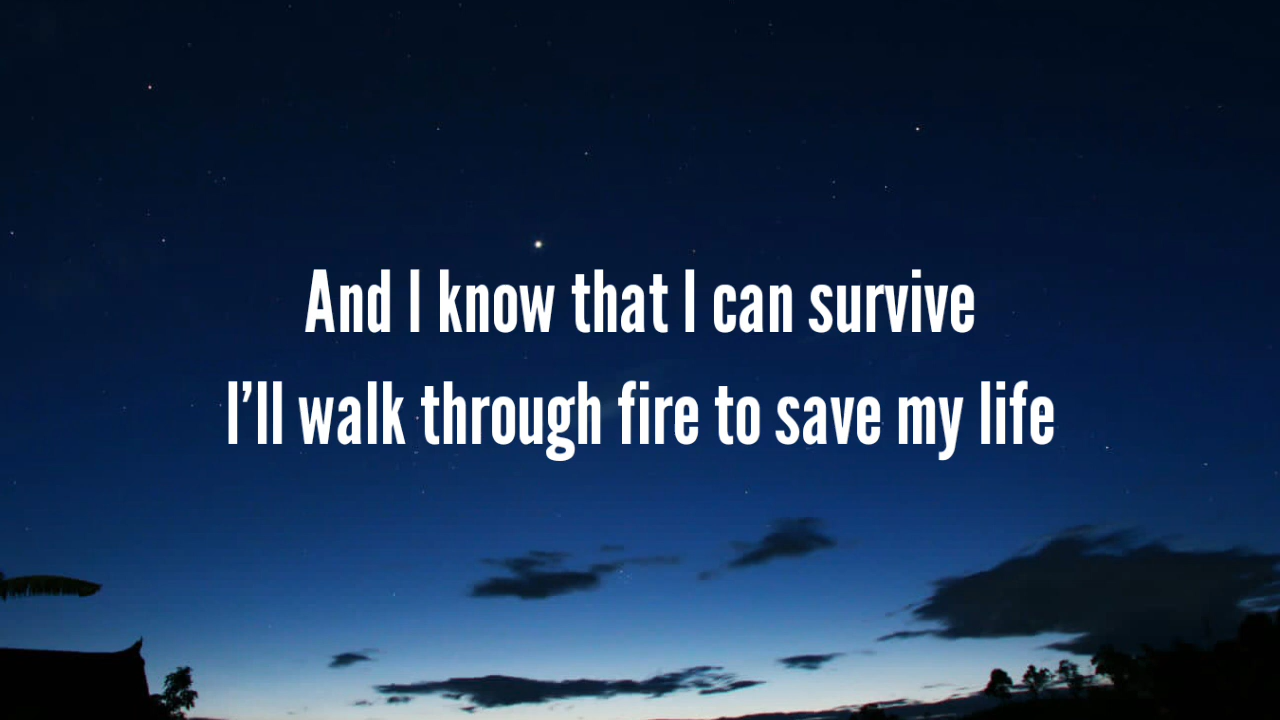 And I know that I can survive
I’ll walk through fire to save my life